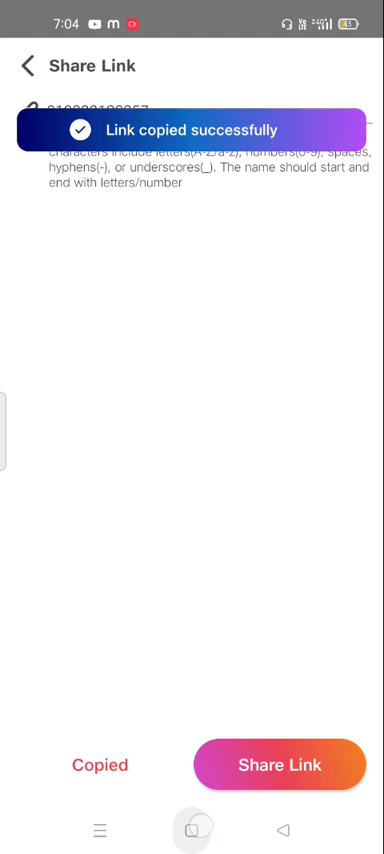 7:04
45
Share Link
Link copied successfully
characters include letters(A-Z/a-z), numbers(0-9), spaces,
hyphens(-), or underscores(_). The name should start and
end with letters/number
Copied
Share Link